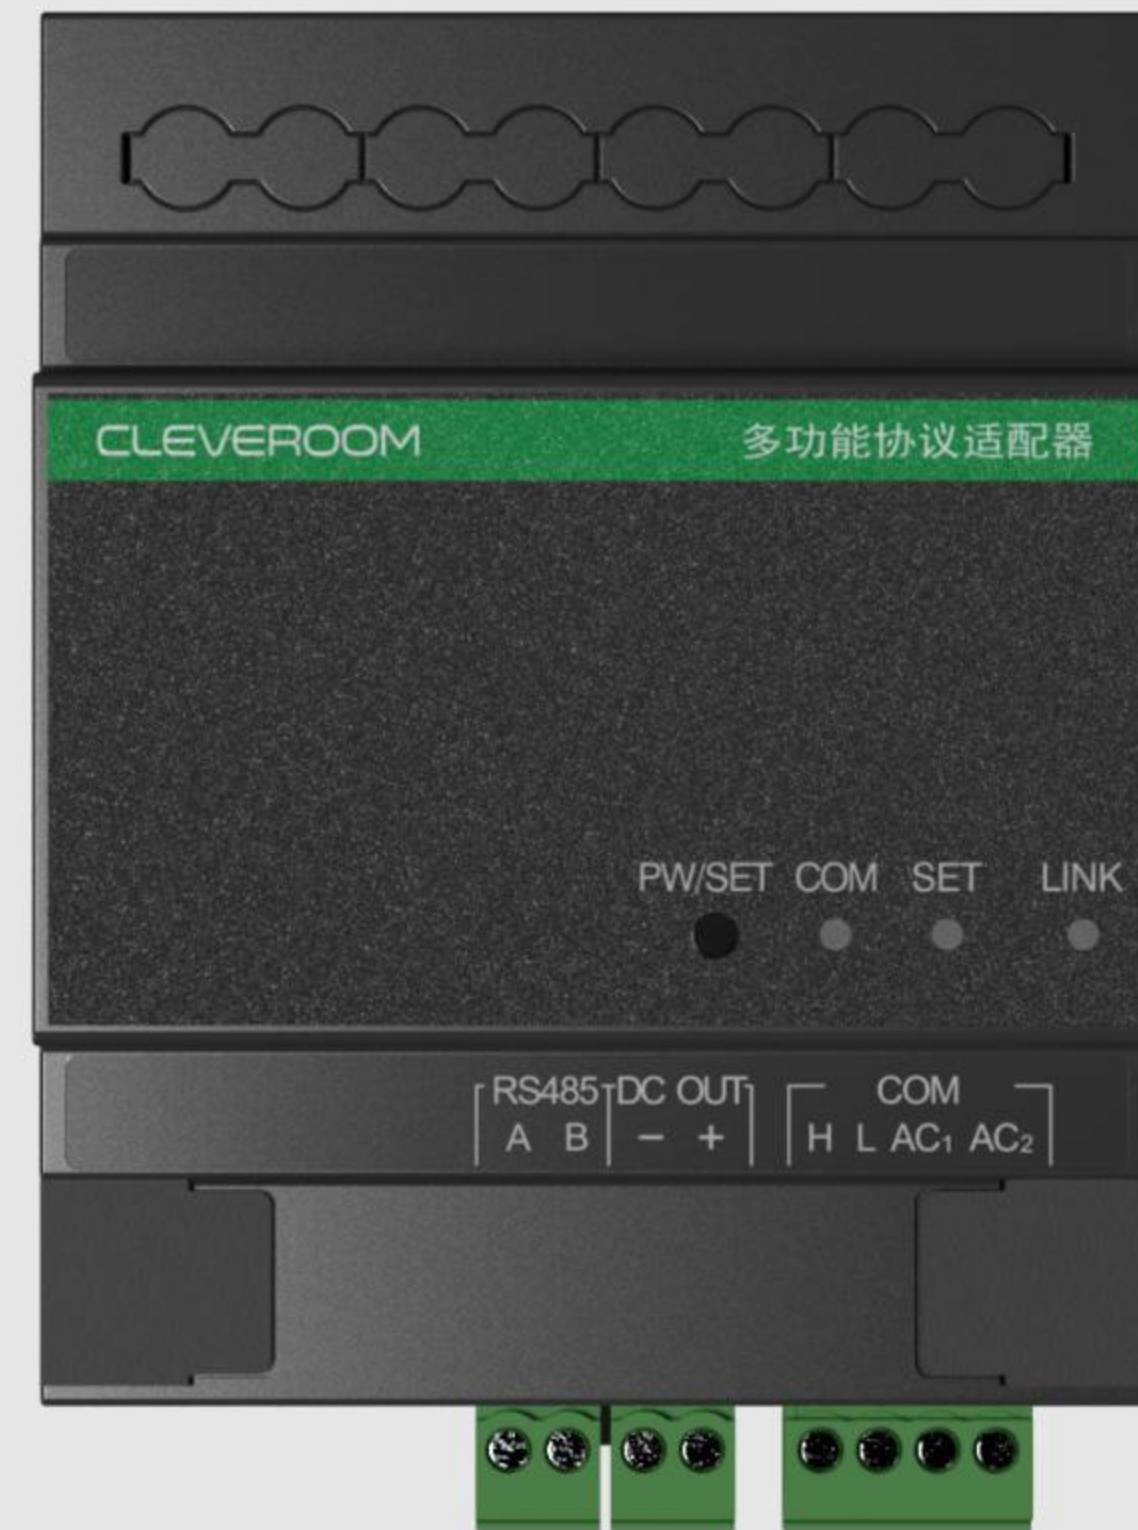 CLEVEROOM 多功能协议适配器
PW/SET COM SET LINK
RS485 DC OUT COM
A B − + H L AC₁ AC₂